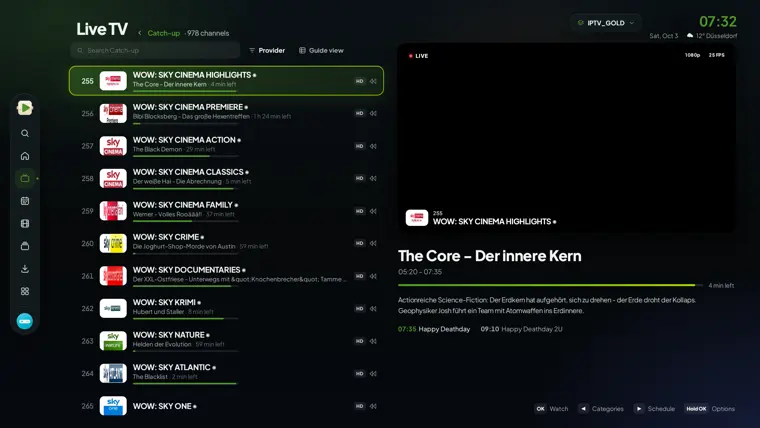 Live TV
Catch-up · 978 channels
IPTV_GOLD
07:32
Sat, Oct 3
12° Düsseldorf
Search Catch-up
Provider
Guide view
255
WOW: SKY CINEMA HIGHLIGHTS
The Core - Der innere Kern · 4 min left
HD
256
WOW: SKY CINEMA PREMIERE
Bibi Blocksberg - Das große Hexentreffen · 1 h 24 min left
HD
257
sky
CINEMA
WOW: SKY CINEMA ACTION
The Black Demon · 29 min left
HD
258
sky
CINEMA
WOW: SKY CINEMA CLASSICS
Der weiße Hai - Die Abrechnung · 5 min left
HD
259
WOW: SKY CINEMA FAMILY
Werner - Volles Rooäää!! · 37 min left
HD
260
sky crime
WOW: SKY CRIME
Die Joghurt-Shop-Morde von Austin · 59 min left
HD
261
WOW: SKY DOCUMENTARIES
Der XXL-Ostfriese - Unterwegs mit &quot;Knochenbrecher&quot; Tamme ...
HD
262
WOW: SKY KRIMI
Hubert und Staller · 8 min left
HD
263
sky
WOW: SKY NATURE
Helden der Evolution · 59 min left
HD
264
WOW: SKY ATLANTIC
The Blacklist · 2 min left
HD
265
sky
one
WOW: SKY ONE
HD
LIVE
1080p
25 FPS
255
WOW: SKY CINEMA HIGHLIGHTS
The Core - Der innere Kern
05:20 - 07:35
4 min left
Actionreiche Science-Fiction: Der Erdkern hat aufgehört, sich zu drehen - der Erde droht der Kollaps.
Geophysiker Josh führt ein Team mit Atomwaffen ins Erdinnere.
07:35 Happy Deathday
09:10 Happy Deathday 2U
OK Watch
Categories
Schedule
Hold OK Options